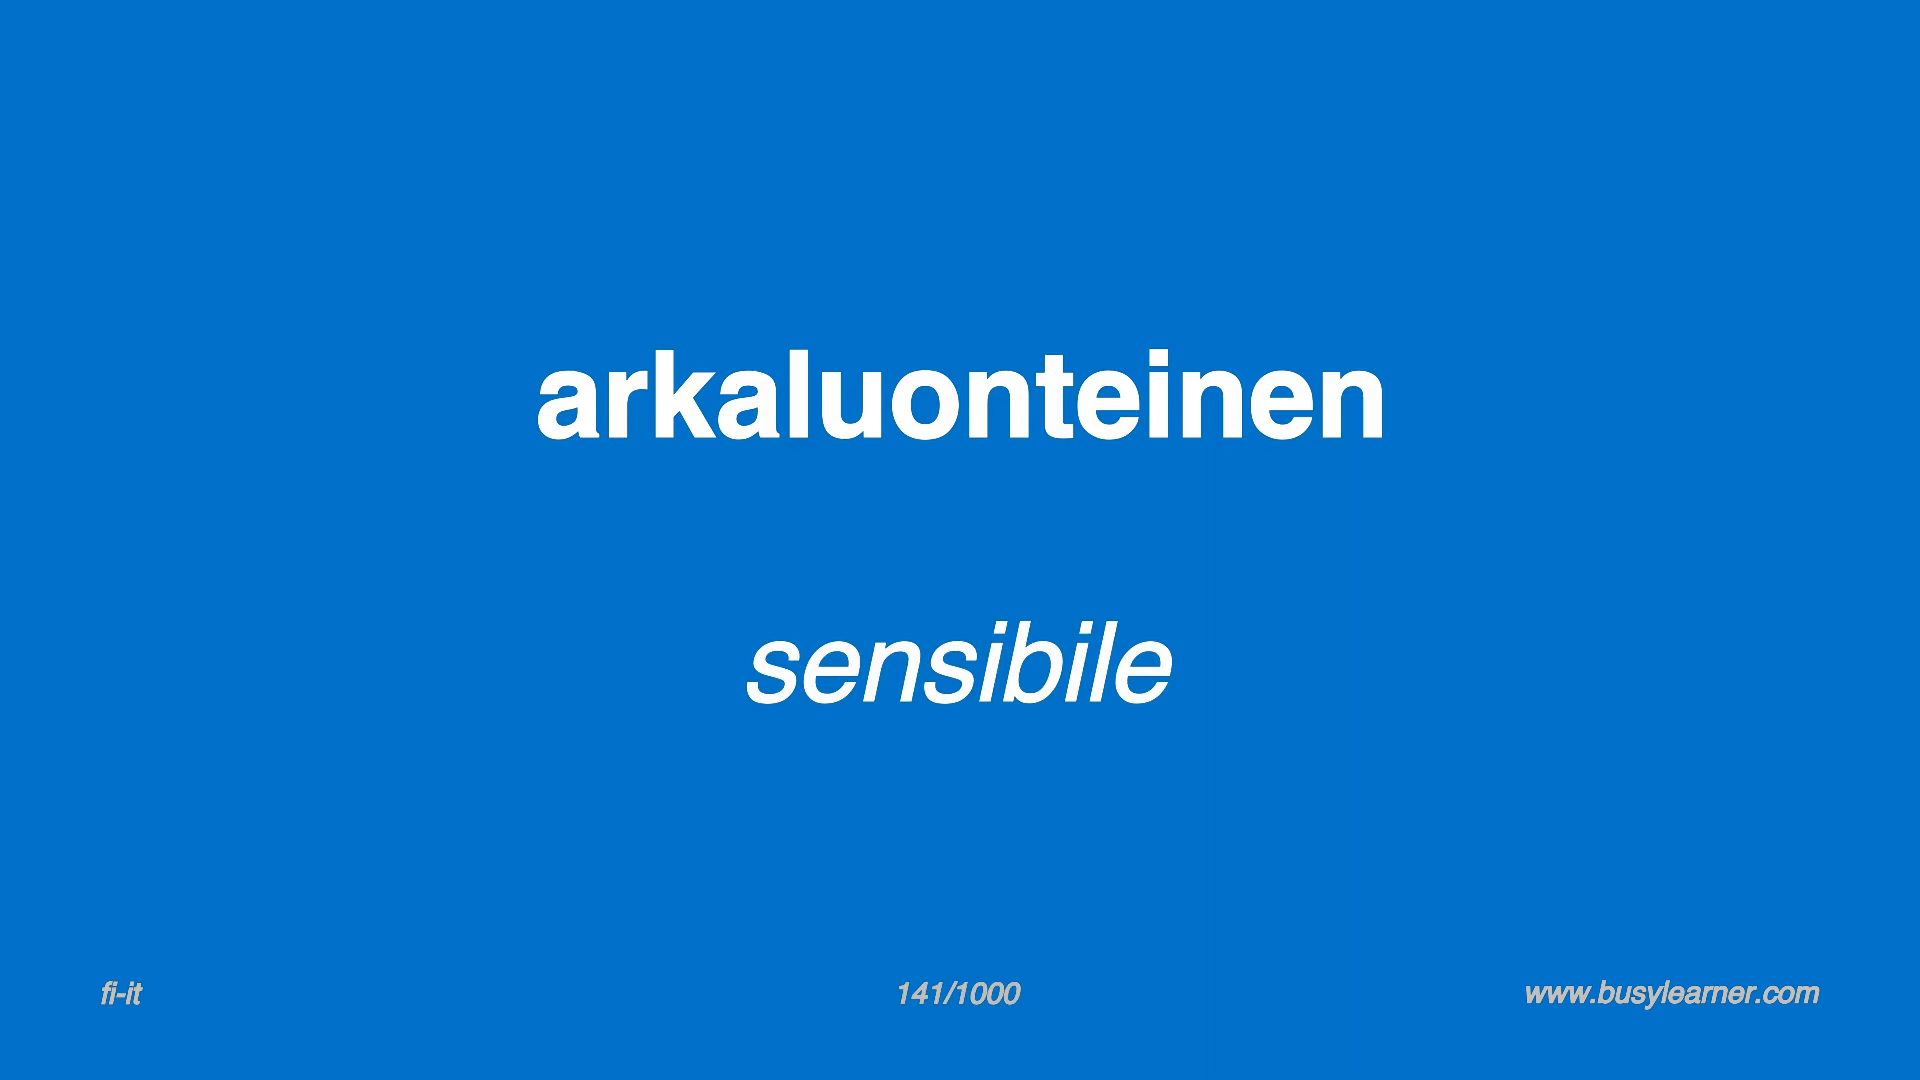 arkaluonteinen
sensibile
fi-it
141/1000
www.busylearner.com